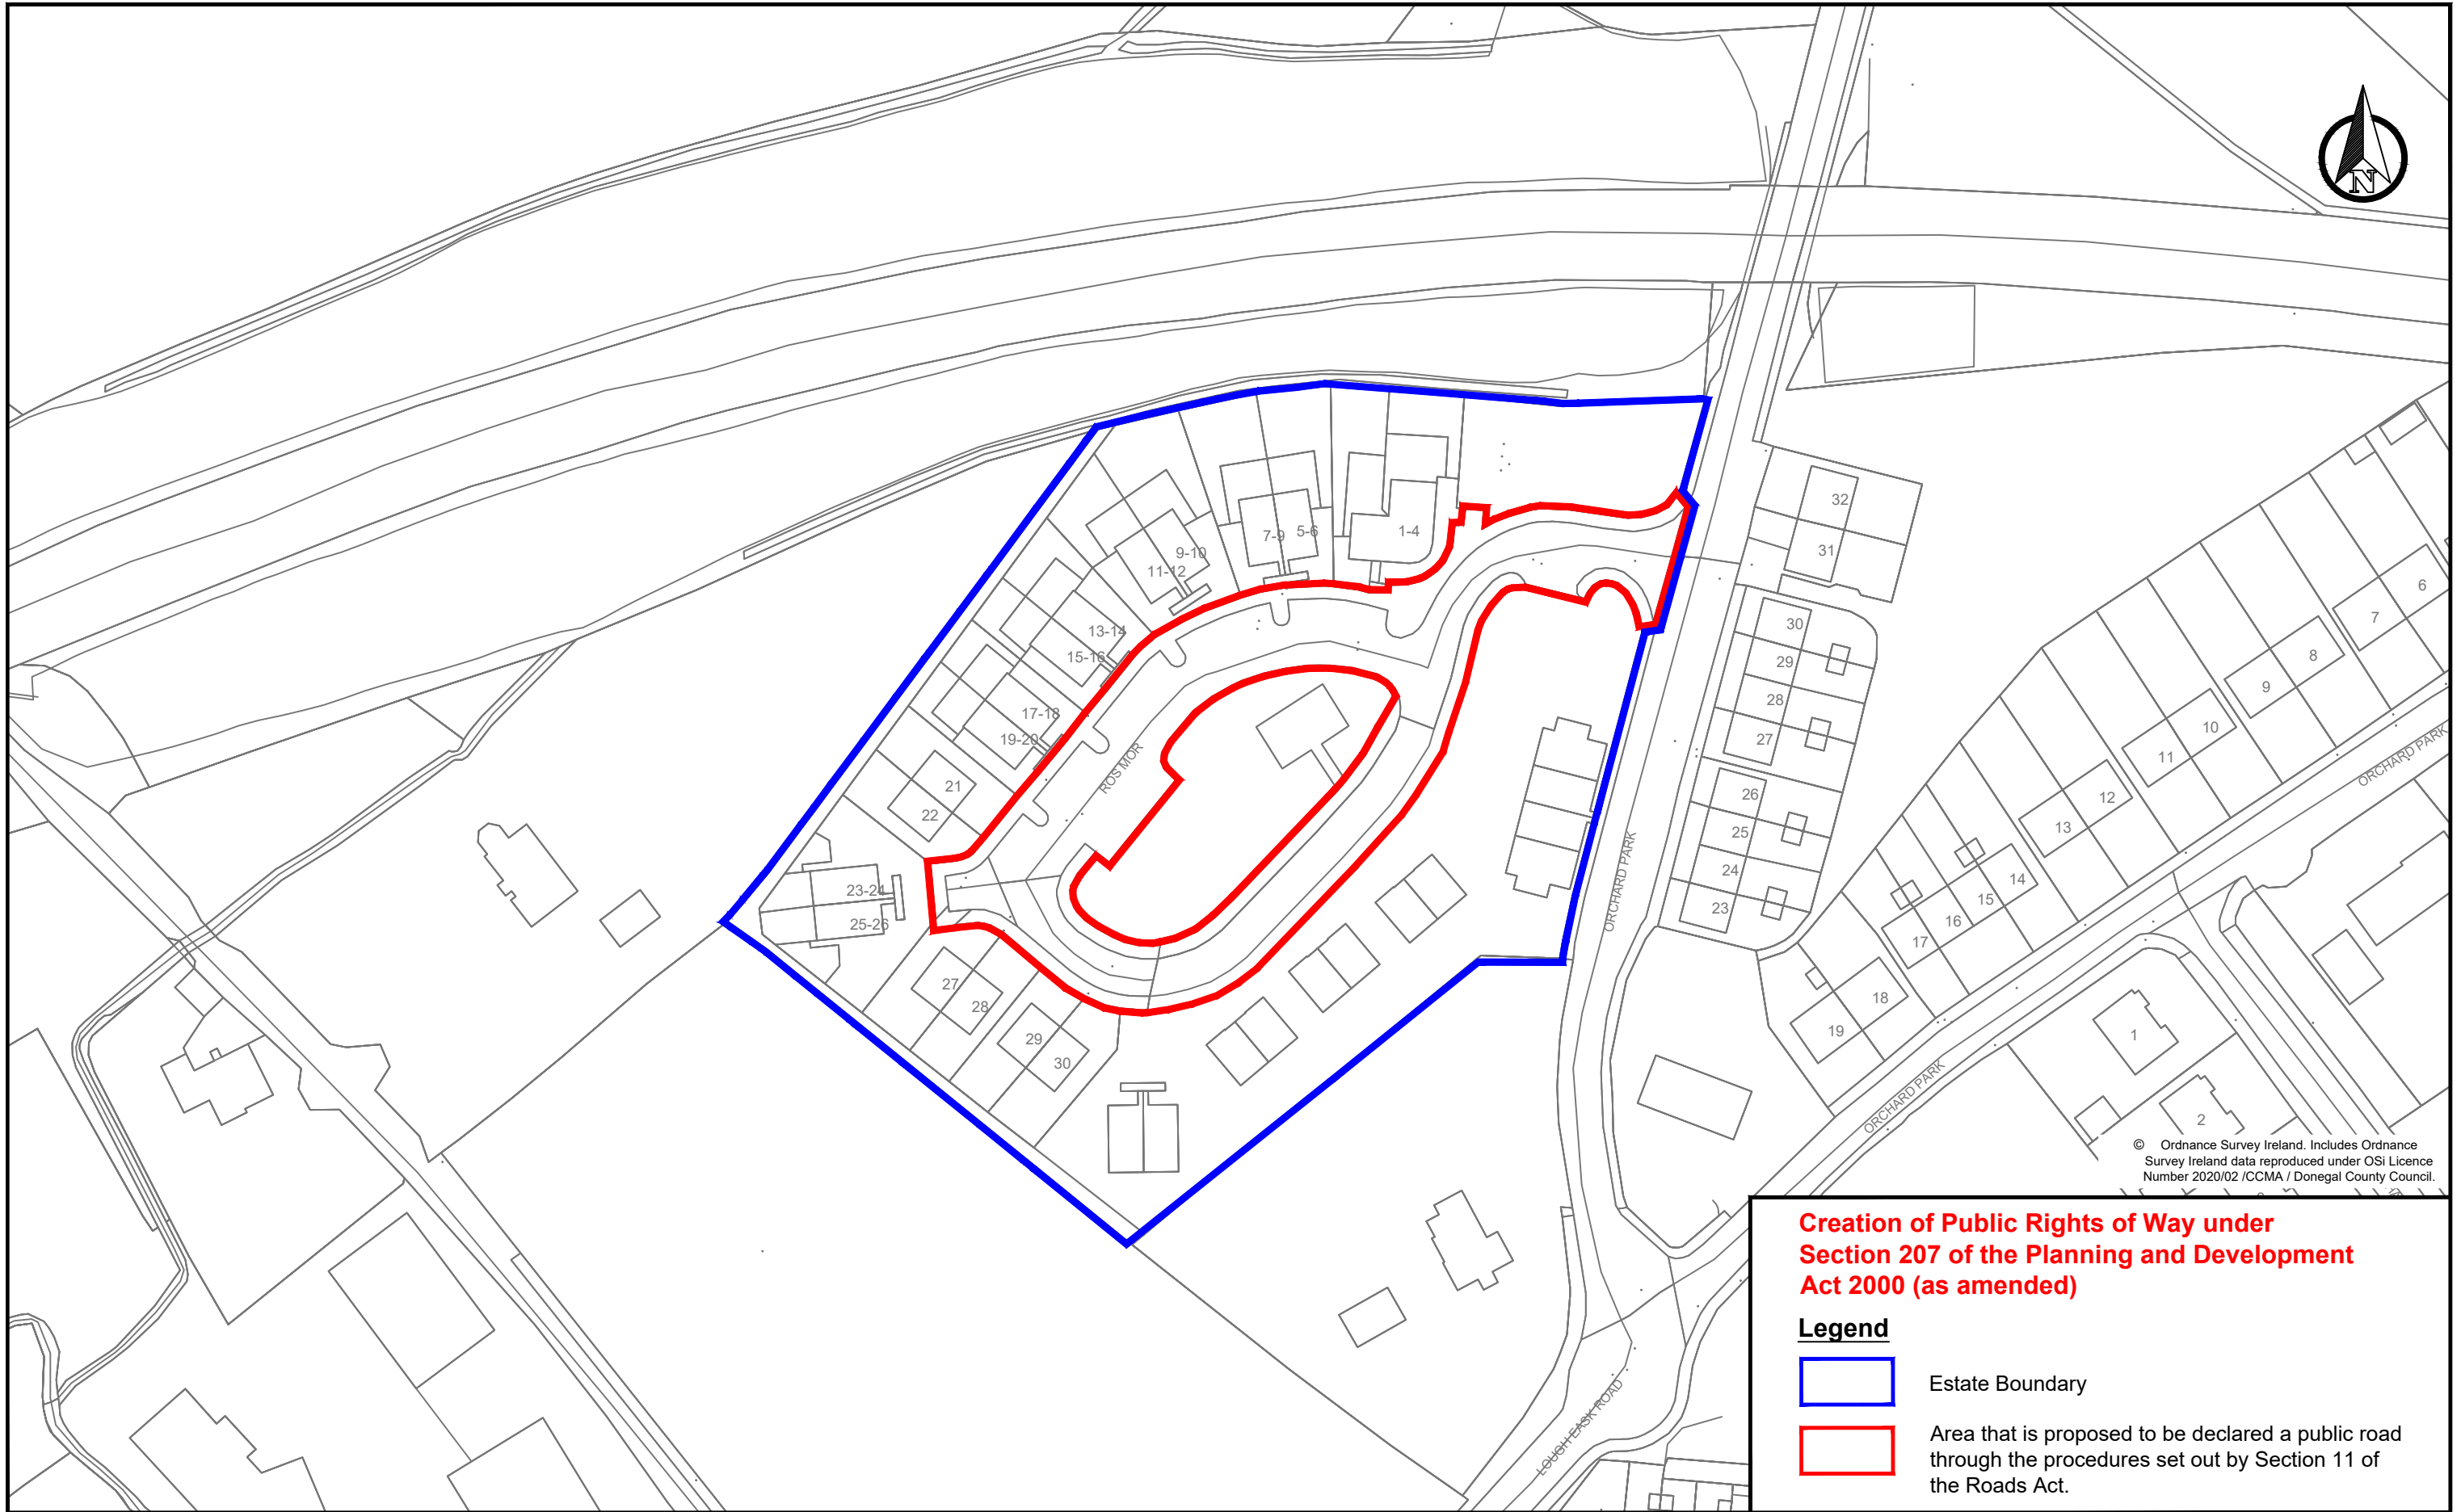 N
32
31
30
29
28
27
26
25
24
23
6
7
8
9
10
11
12
13
14
15
16
17
18
19
1
2
1-4
5-6
7-9
9-10
11-12
13-14
15-16
17-18
19-20
21
22
23-24
25-26
27
28
29
30
ROS MOR
ORCHARD PARK
ORCHARD PARK
ORCHARD PARK
LOUGH EASK ROAD
© Ordnance Survey Ireland. Includes Ordnance
Survey Ireland data reproduced under OSi Licence
Number 2020/02 /CCMA / Donegal County Council.
Creation of Public Rights of Way under
Section 207 of the Planning and Development
Act 2000 (as amended)
Legend
Estate Boundary
Area that is proposed to be declared a public road
through the procedures set out by Section 11 of
the Roads Act.